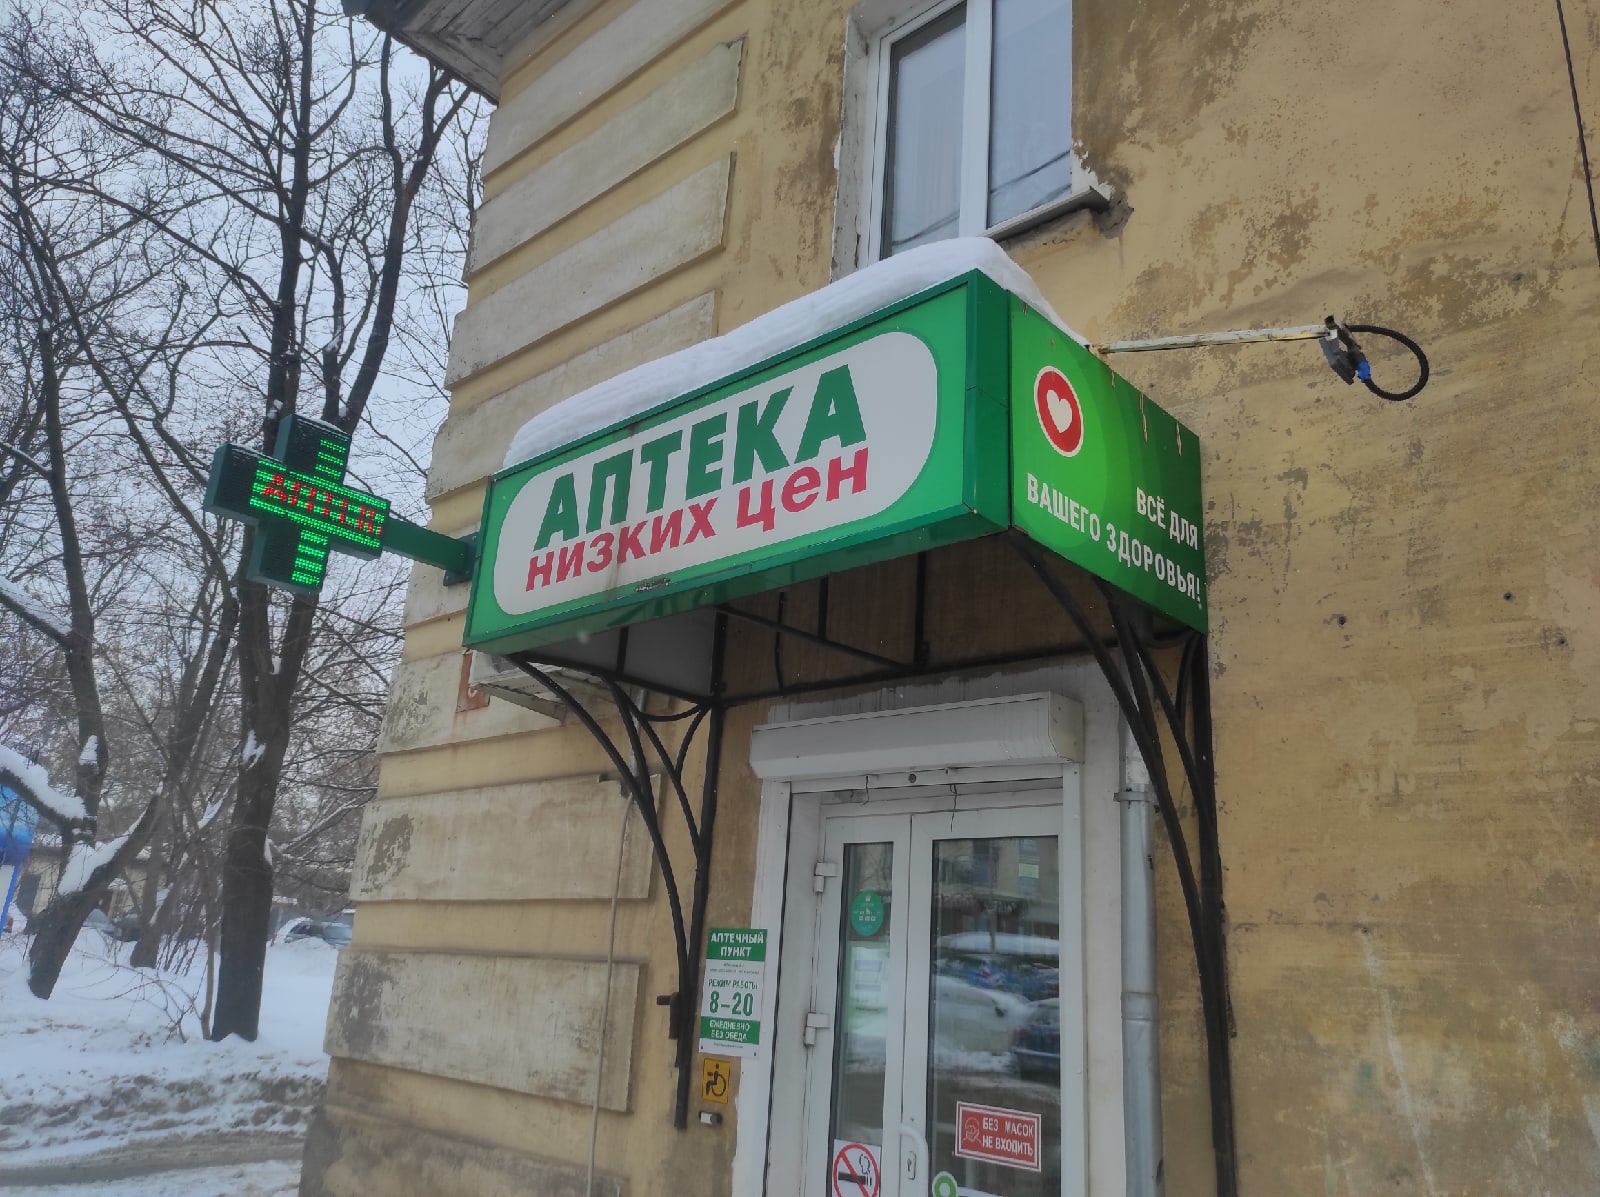 АПТЕКА
НИЗКИХ ЦЕН
ВСЁ ДЛЯ
ВАШЕГО ЗДОРОВЬЯ!
АПТЕЧНЫЙ
ПУНКТ
РЕЖИМ РАБОТЫ
8-20
ЕЖЕДНЕВНО
БЕЗ ОБЕДА
БЕЗ МАСОК
НЕ ВХОДИТЬ